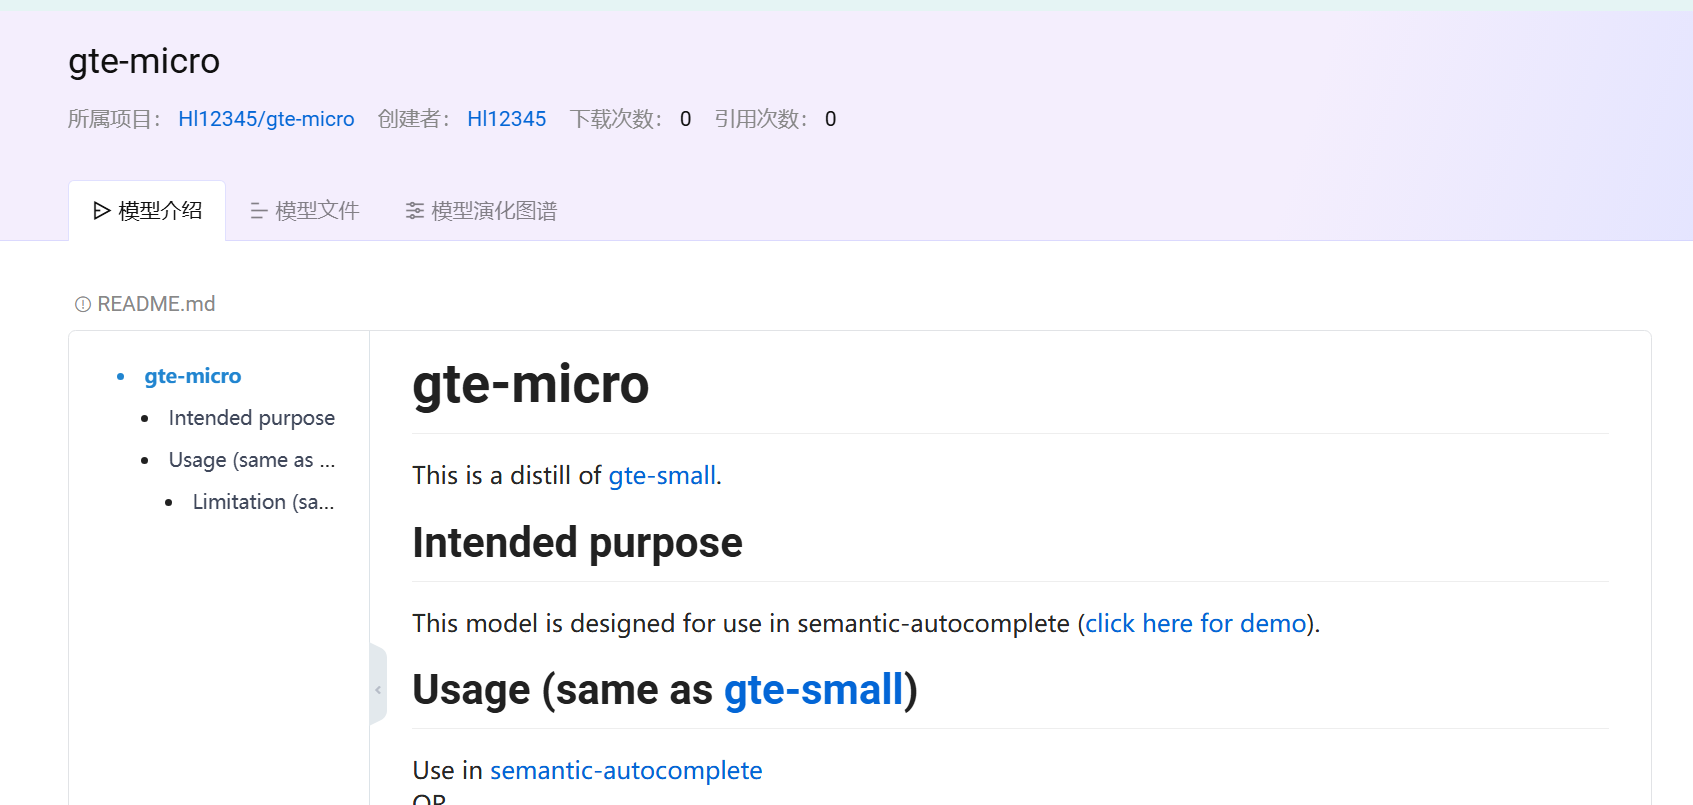 gte-micro
所属项目： Hl12345/gte-micro 创建者： Hl12345 下载次数： 0 引用次数： 0
模型介绍 模型文件 模型演化图谱
README.md
gte-micro
Intended purpose
Usage (same as ...
Limitation (sa...
gte-micro
This is a distill of gte-small.
Intended purpose
This model is designed for use in semantic-autocomplete (click here for demo).
Usage (same as gte-small)
Use in semantic-autocomplete
OR